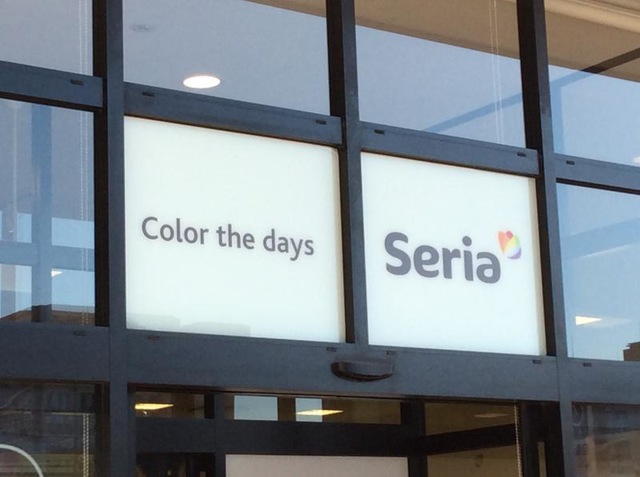 Color the days
Seria